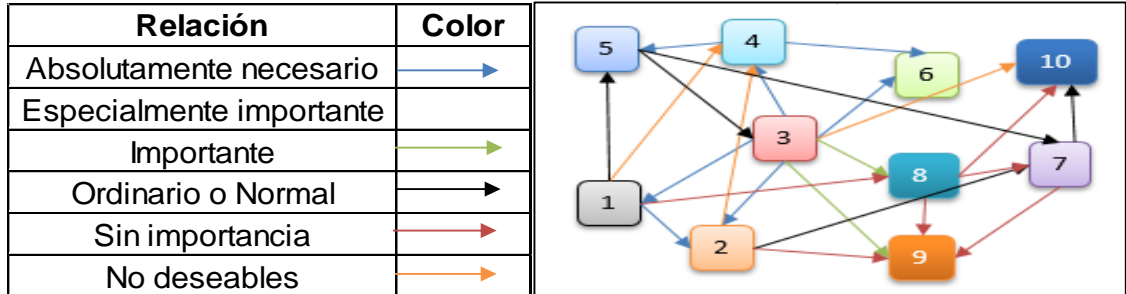 Relación Color
Absolutamente necesario
Especialmente importante
Importante
Ordinario o Normal
Sin importancia
No deseables
5
4
6
10
3
8
7
1
2
9